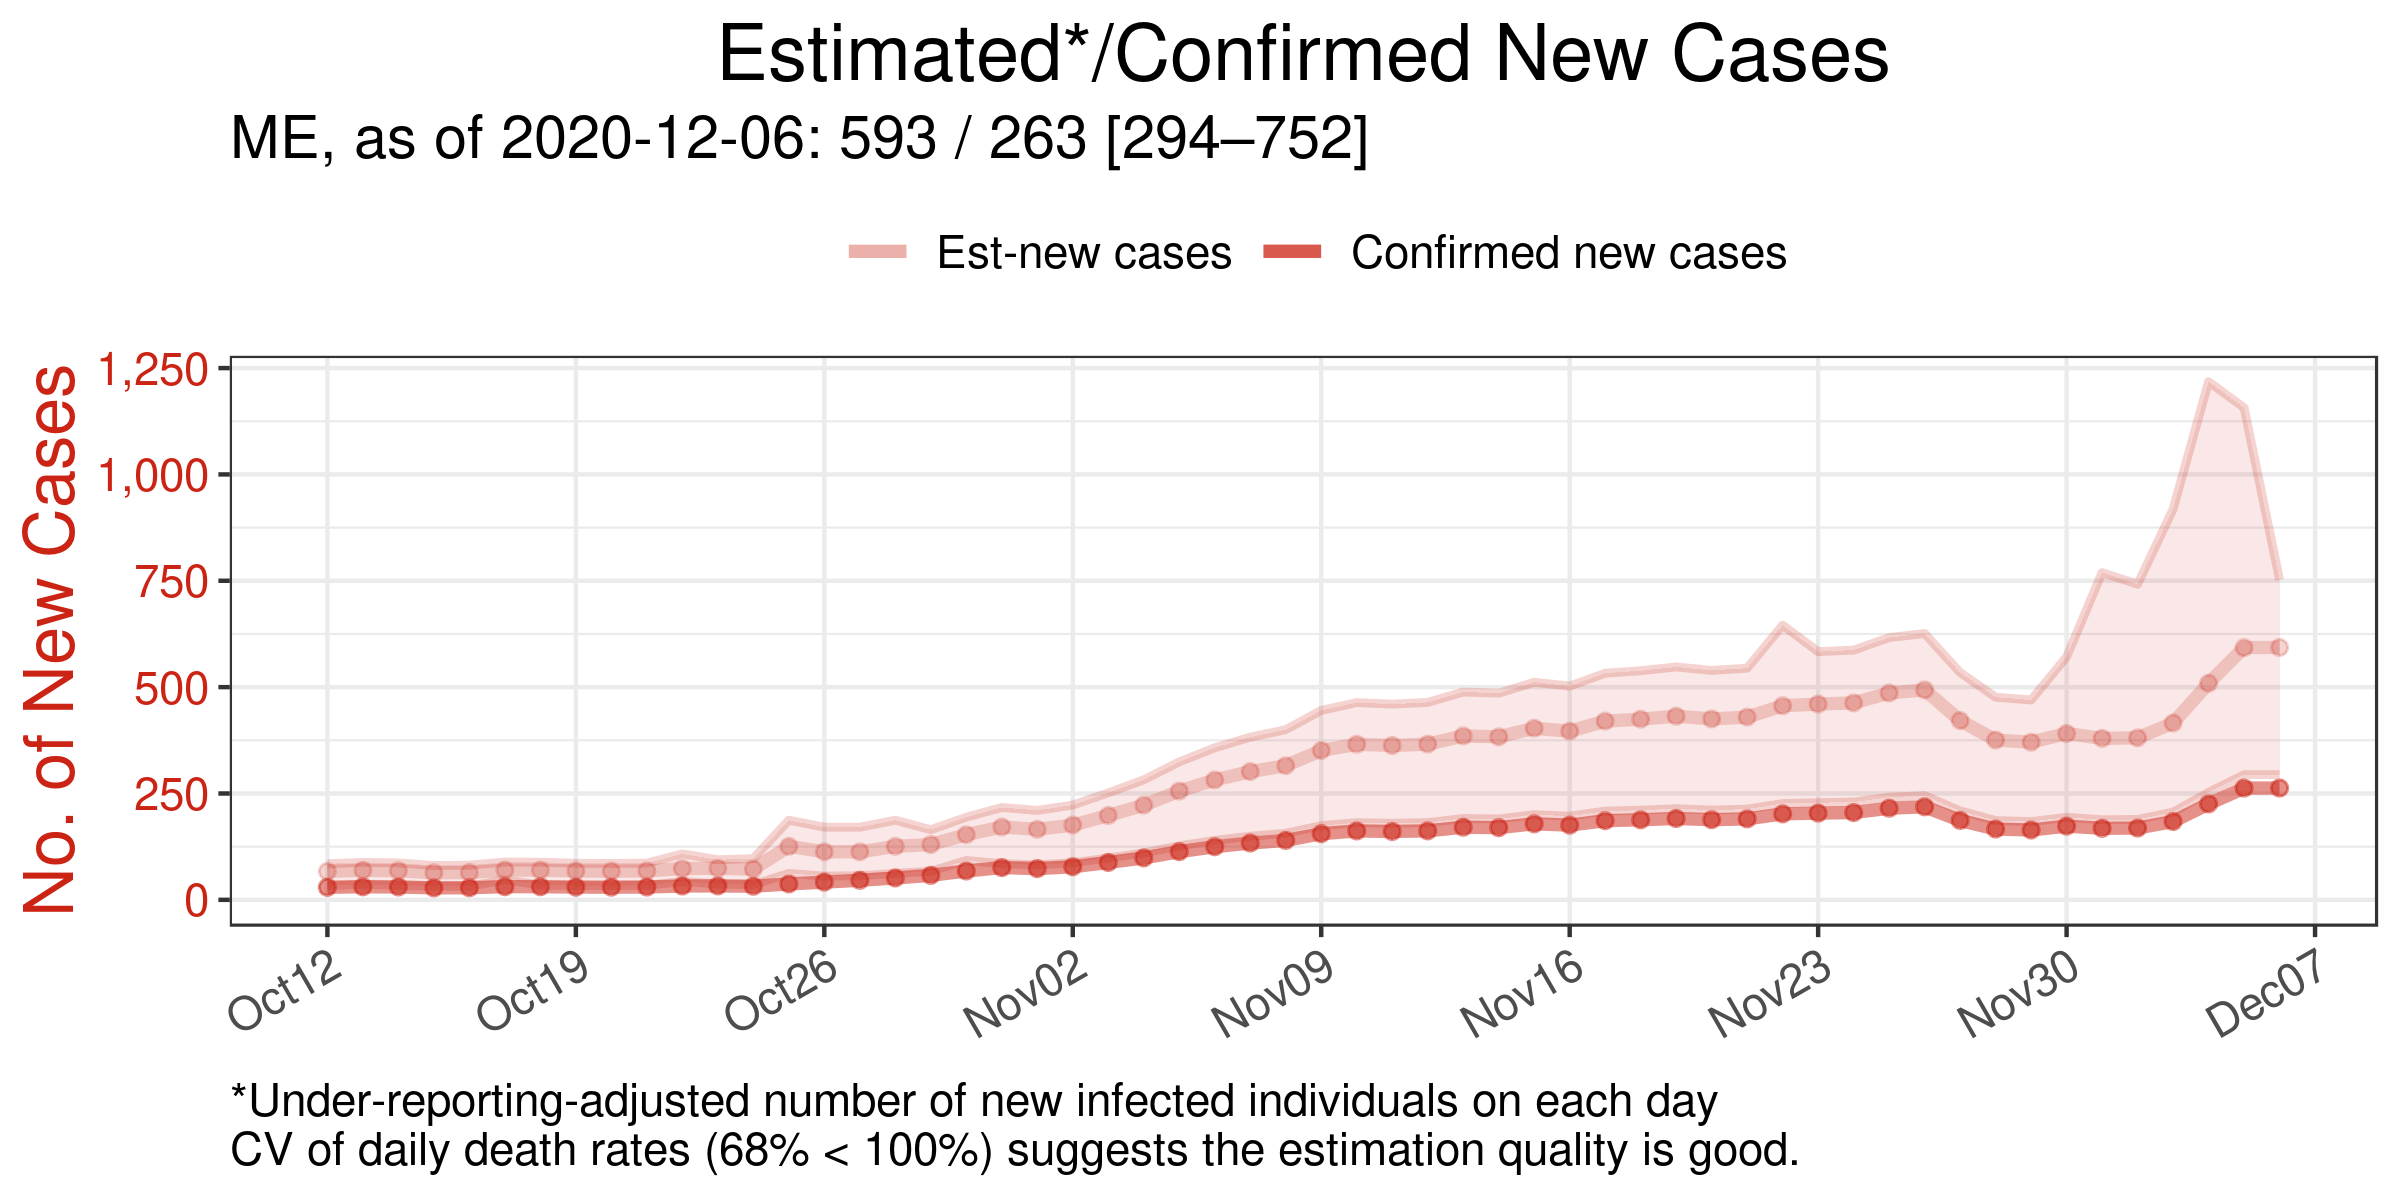 Estimated*/Confirmed New Cases
ME, as of 2020-12-06: 593 / 263 [294–752]
Est-new cases Confirmed new cases
No. of New Cases
1,250
1,000
750
500
250
0
Oct12 Oct19 Oct26 Nov02 Nov09 Nov16 Nov23 Nov30 Dec07
*Under-reporting-adjusted number of new infected individuals on each day
CV of daily death rates (68% < 100%) suggests the estimation quality is good.